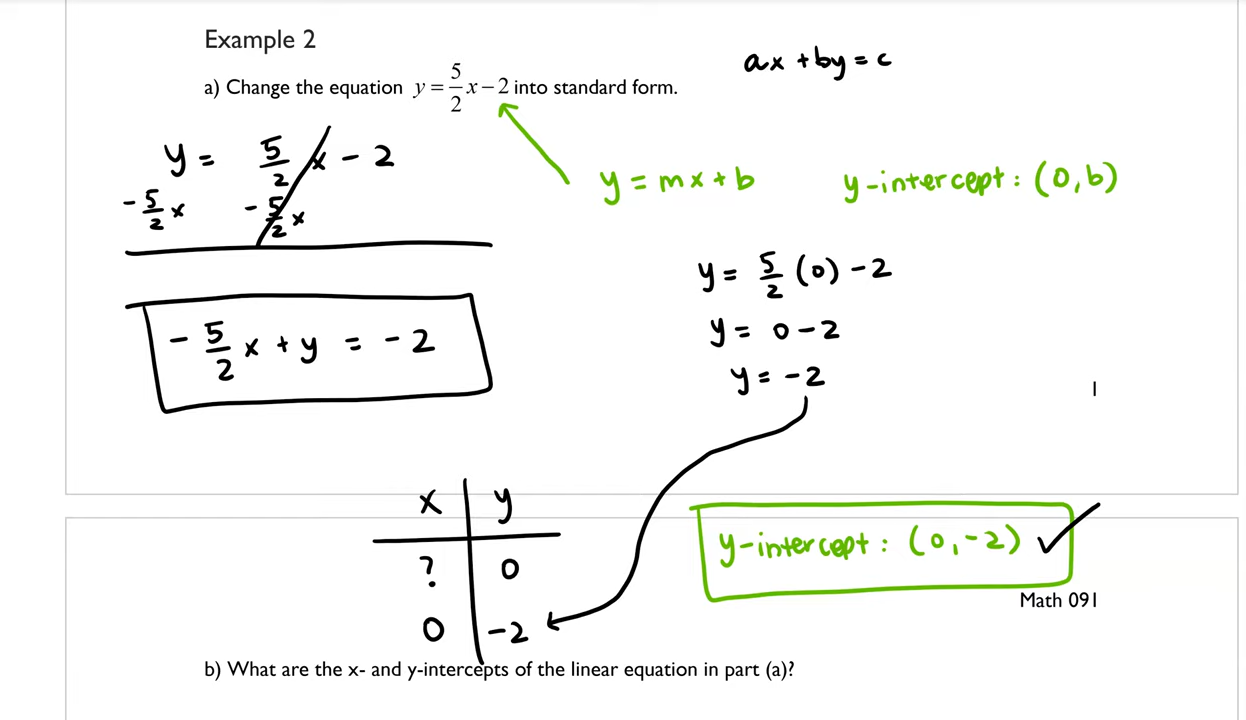 Example 2
ax + by = c
a) Change the equation y = 5/2 x − 2 into standard form.
y = 5/2 x - 2
- 5/2 x - 5/2 x
y = mx + b
y-intercept: (0, b)
y = 5/2 (0) - 2
y = 0 - 2
y = -2
- 5/2 x + y = -2
1
x y
? 0
0 -2
y-intercept: (0, -2) ✓
Math 091
b) What are the x- and y-intercepts of the linear equation in part (a)?